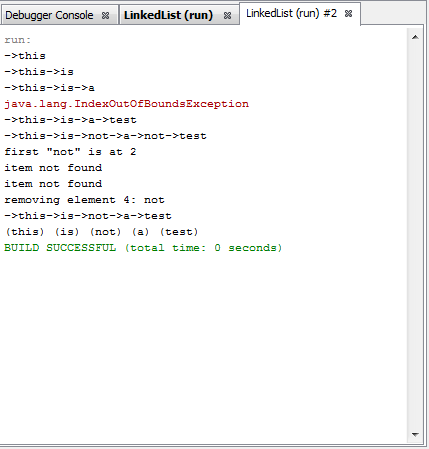 Debugger Console LinkedList (run) LinkedList (run) #2
run:
->this
->this->is
->this->is->a
java.lang.IndexOutOfBoundsException
->this->is->a->test
->this->is->not->a->not->test
first "not" is at 2
item not found
item not found
removing element 4: not
->this->is->not->a->test
(this) (is) (not) (a) (test)
BUILD SUCCESSFUL (total time: 0 seconds)